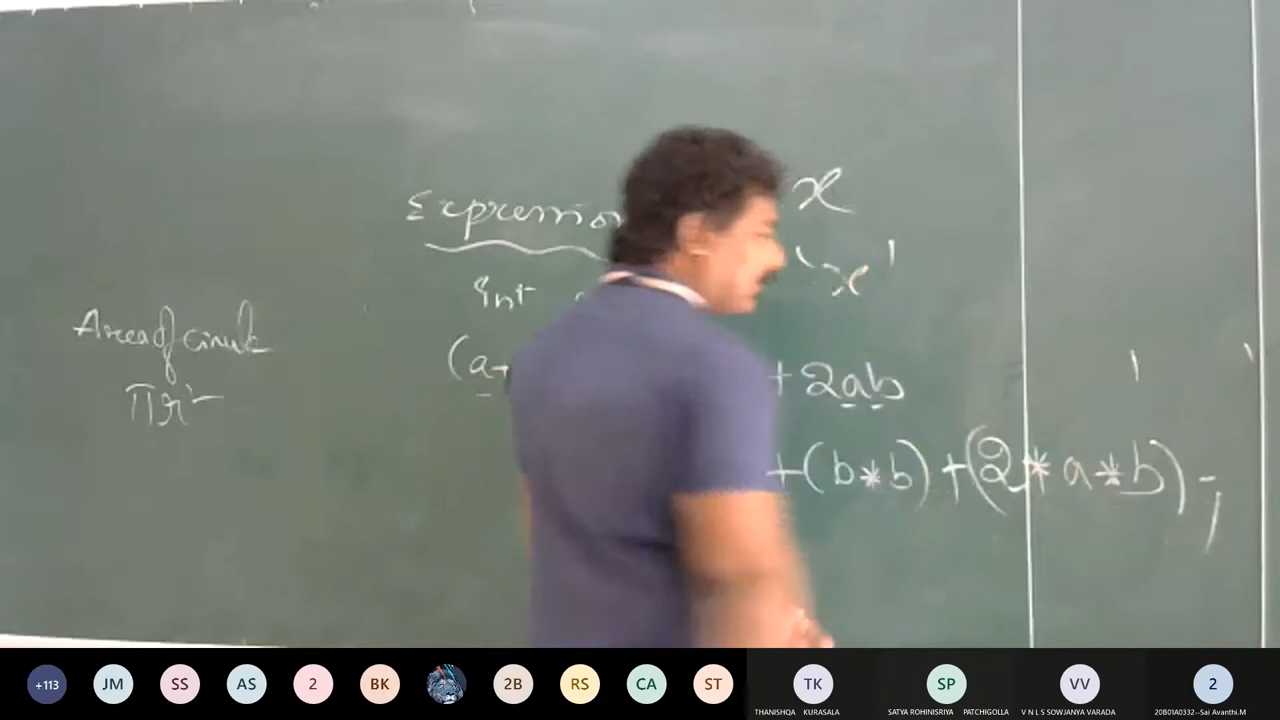 Expression x
int 'x'
Area of circle
(a+ + 2ab
πr²
+(b*b)+(2*a*b);
+113 JM SS AS 2 BK 2B RS CA ST TK SP VV 2
THANISHQA KURASALA SATYA ROHINISRIYA PATCHIGOLLA V N L S SOWJANYA VARADA 20B01A0332--Sai Avanthi.M